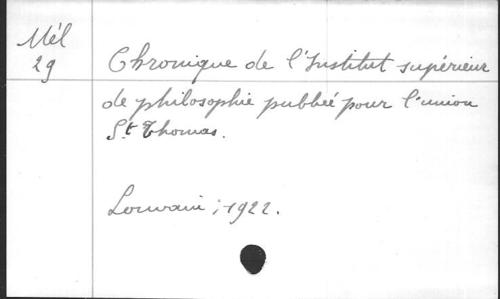 Mél
29
Chronique de l'Institut supérieur
de philosophie publiée pour l'union
St Thomas.
Louvain ; 1922.